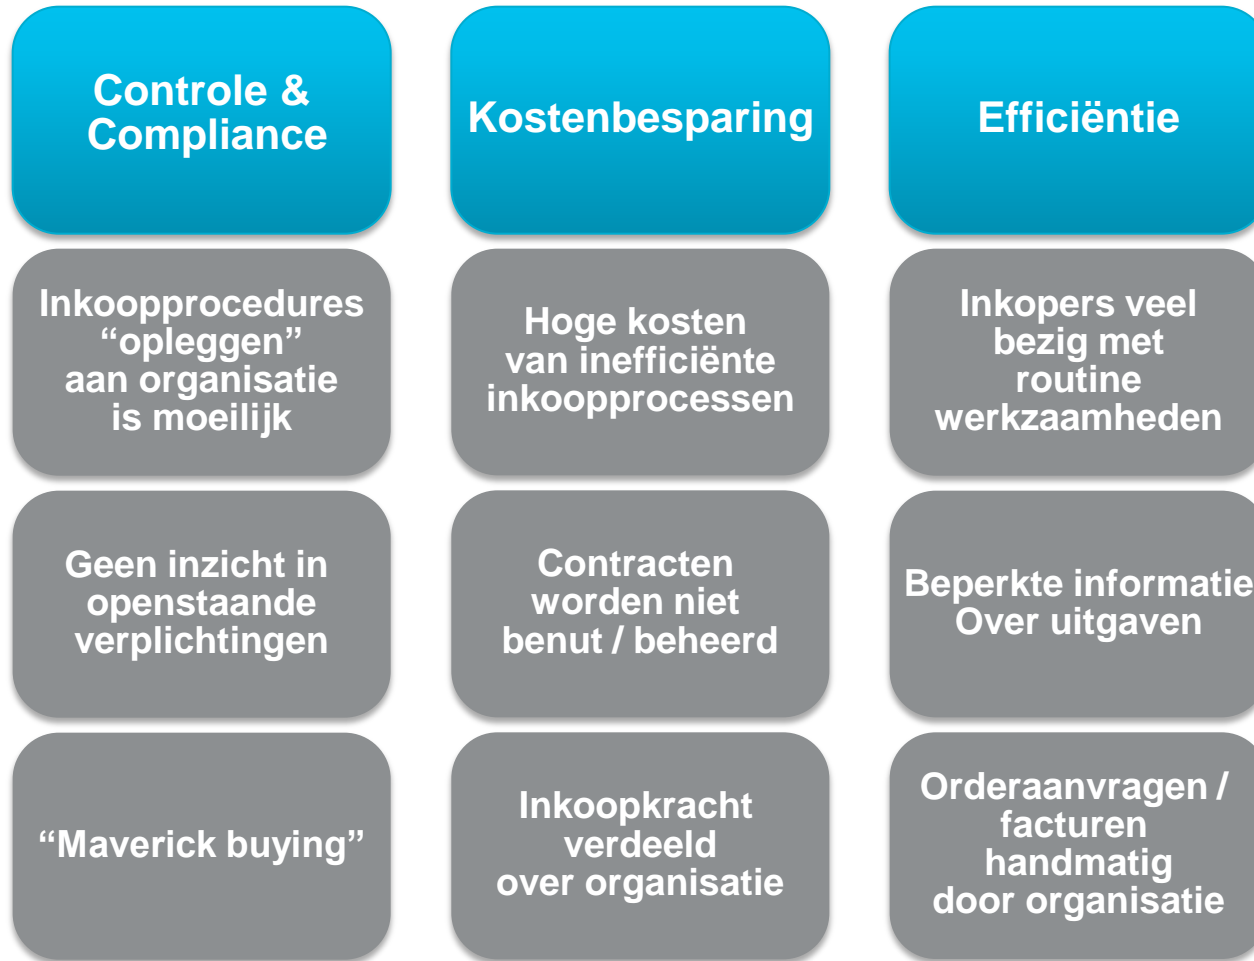 Controle &
Compliance
Kostenbesparing
Efficiëntie
Inkoopprocedures
“opleggen”
aan organisatie
is moeilijk
Hoge kosten
van inefficiënte
inkoopprocessen
Inkopers veel
bezig met
routine
werkzaamheden
Geen inzicht in
openstaande
verplichtingen
Contracten
worden niet
benut / beheerd
Beperkte informatie
Over uitgaven
“Maverick buying”
Inkoopkracht
verdeeld
over organisatie
Orderaanvragen /
facturen
handmatig
door organisatie